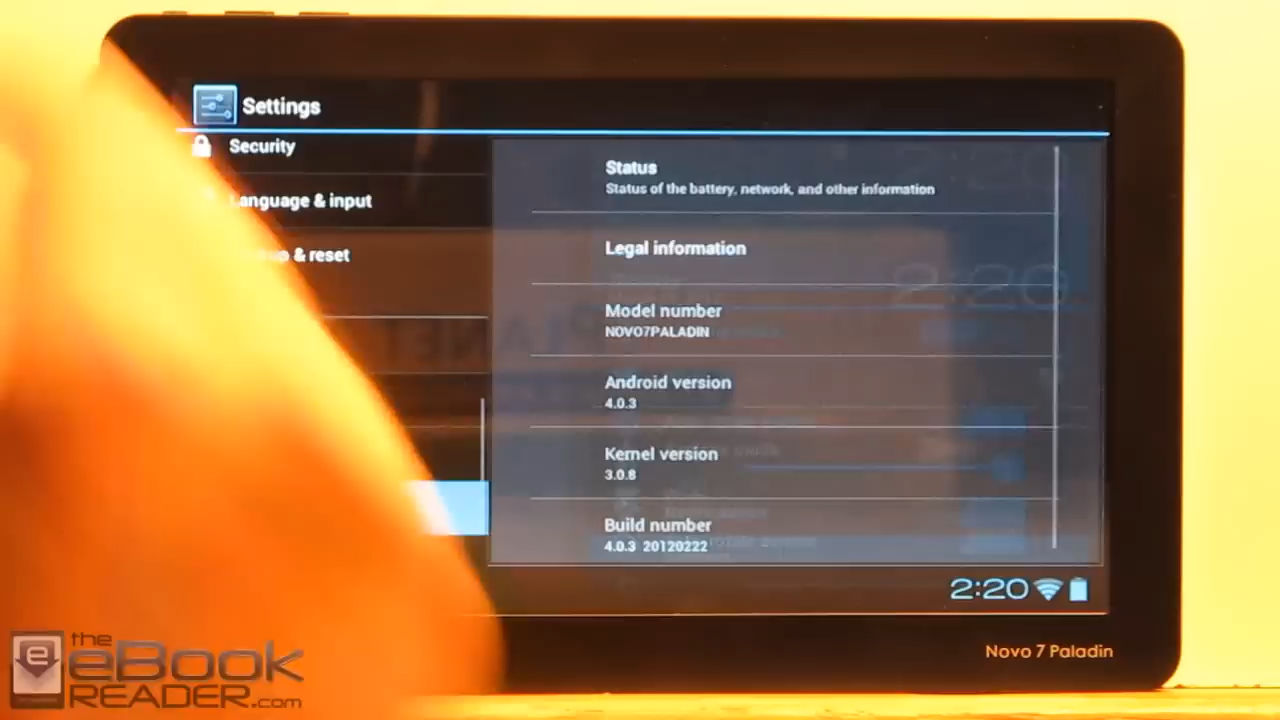 Settings
Security
Language & input
& reset
Status
Status of the battery, network, and other information
Legal information
Model number
NOVO7PALADIN
Android version
4.0.3
Kernel version
3.0.8
Build number
4.0.3 20120222
2:20
Novo 7 Paladin
the
eBook
READER.com